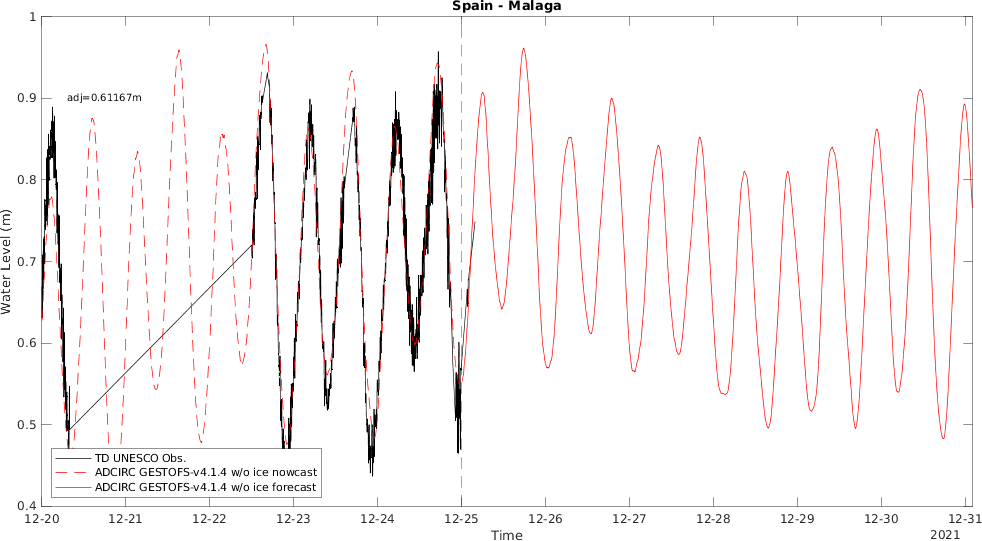 Spain - Malaga
1
0.9
0.8
0.7
0.6
0.5
0.4
Water Level (m)
adj=0.61167m
TD UNESCO Obs.
ADCIRC GESTOFS-v4.1.4 w/o ice nowcast
ADCIRC GESTOFS-v4.1.4 w/o ice forecast
12-20 12-21 12-22 12-23 12-24 12-25 12-26 12-27 12-28 12-29 12-30 12-31
Time
2021